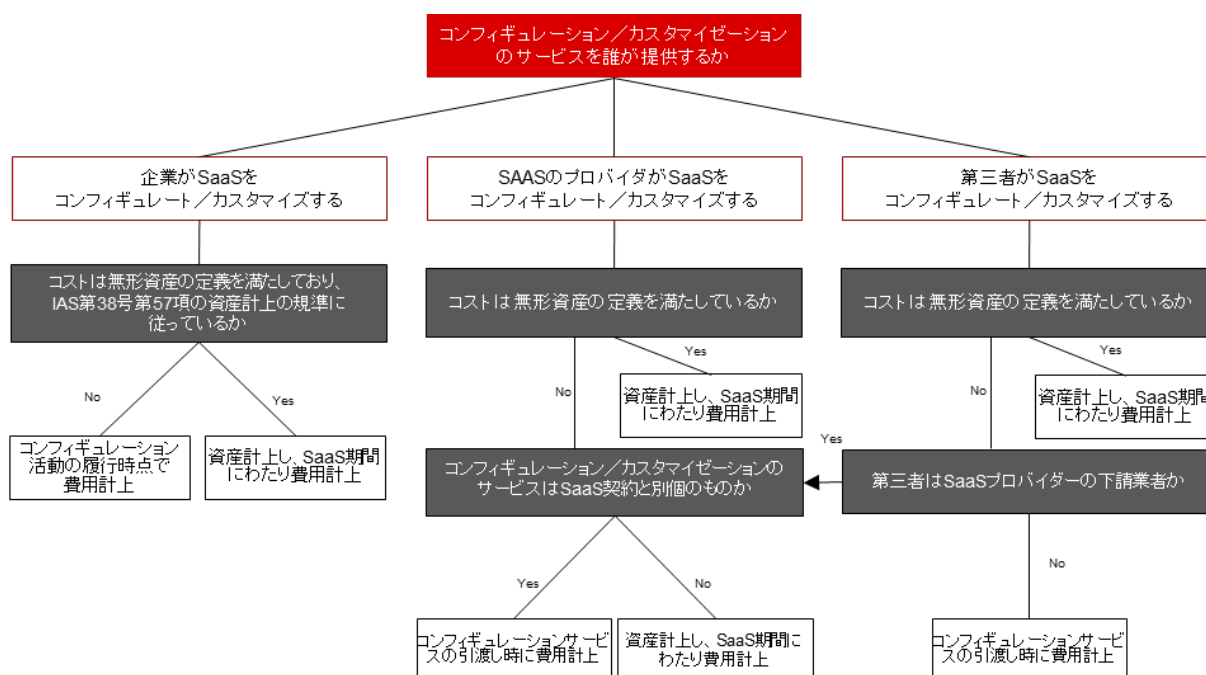 コンフィギュレーション／カスタマイゼーション
のサービスを誰が提供するか
企業がSaaSを
コンフィギュレート／カスタマイズする
SAASのプロバイダがSaaSを
コンフィギュレート／カスタマイズする
第三者がSaaSを
コンフィギュレート／カスタマイズする
コストは無形資産の定義を満たしており、
IAS第38号第57項の資産計上の規準に
従っているか
コストは無形資産の定義を満たしているか
コストは無形資産の定義を満たしているか
No
Yes
No
Yes
No
Yes
コンフィギュレーション
活動の履行時点で
費用計上
資産計上し、SaaS期間
にわたり費用計上
資産計上し、SaaS期間
にわたり費用計上
資産計上し、SaaS期間
にわたり費用計上
コンフィギュレーション／カスタマイゼーションの
サービスはSaaS契約と別個のものか
Yes
第三者はSaaSプロバイダーの下請業者か
Yes
No
No
コンフィギュレーションサービ
スの引渡し時に費用計上
資産計上し、SaaS期間に
わたり費用計上
コンフィギュレーションサービ
スの引渡し時に費用計上